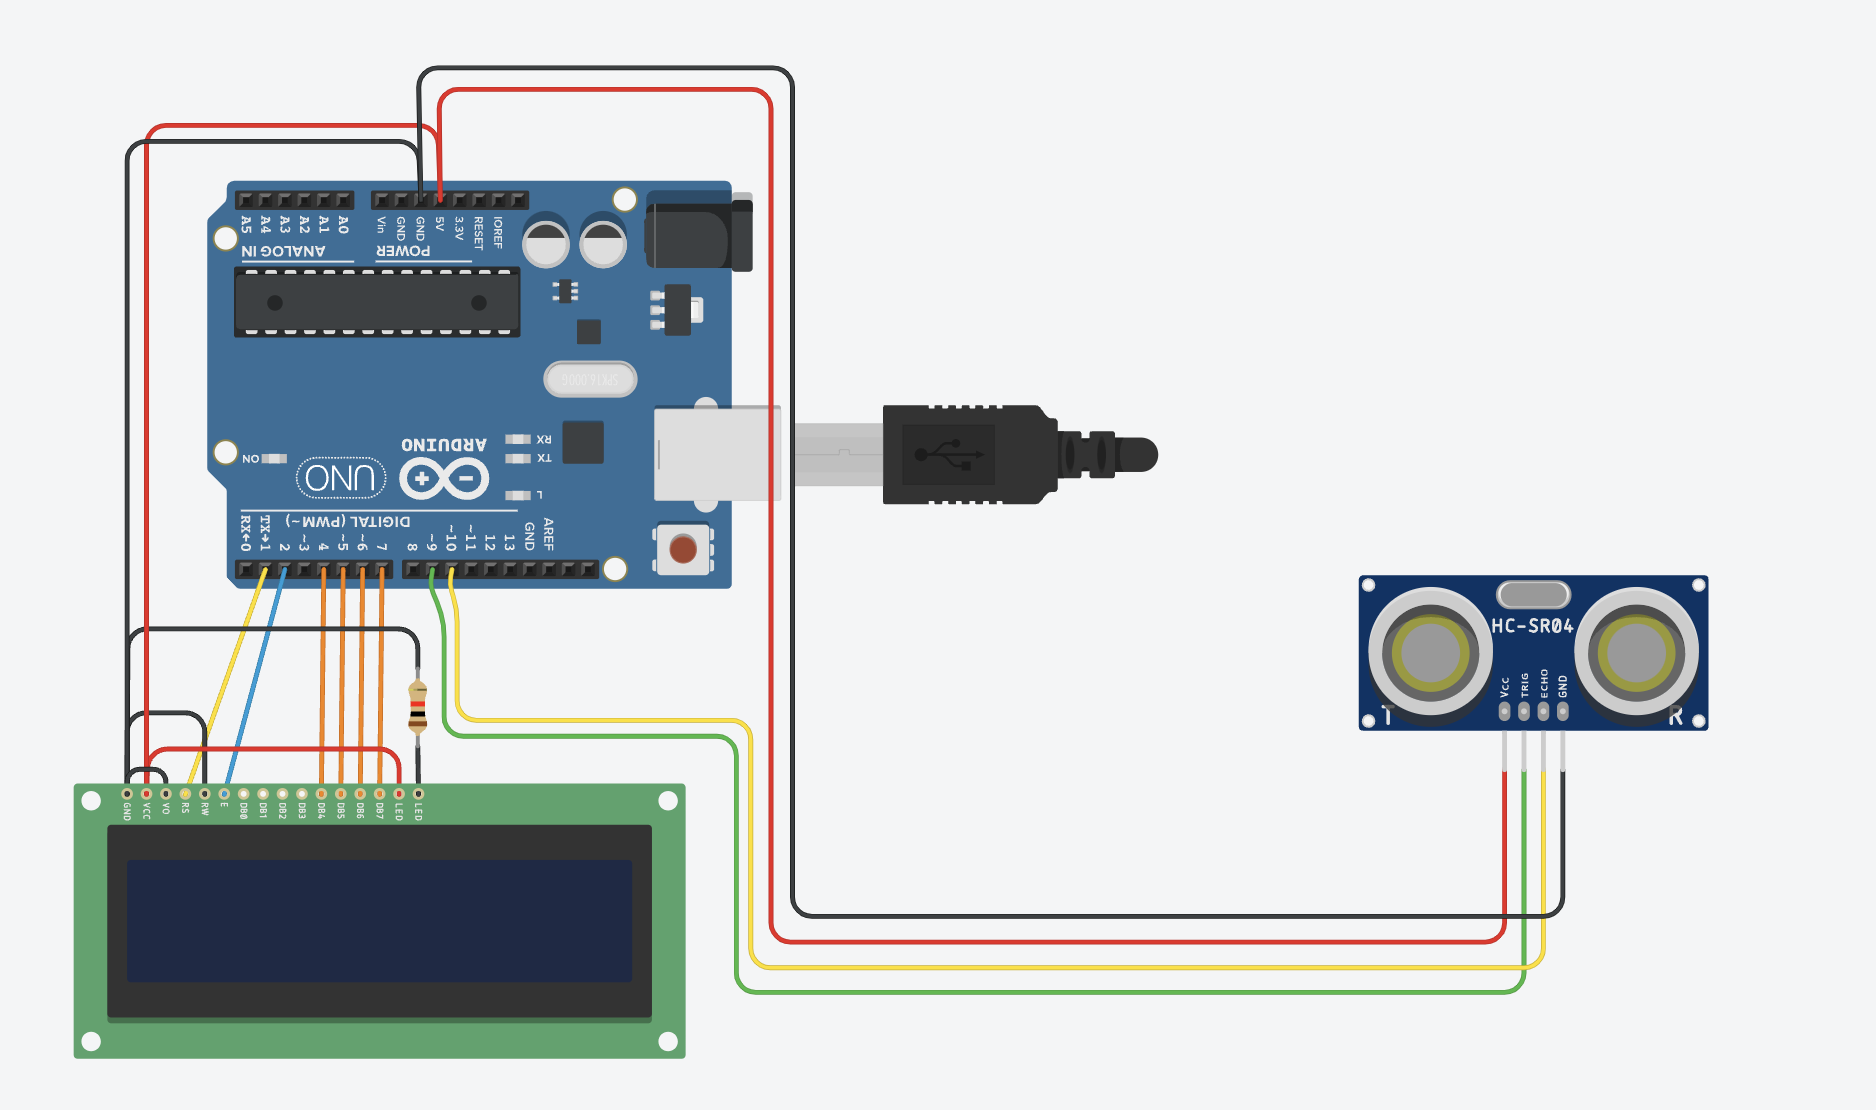 A5
A4
A3
A2
A1
A0
Vin
GND
GND
5V
3.3V
RESET
IOREF
ANALOG IN
POWER
SPK16.000G
ARDUINO
UNO
ON
RX
TX
L
DIGITAL (PWM~)
RX←0
TX→1
2
~3
4
~5
~6
7
8
~9
~10
~11
12
13
GND
AREF
HC-SR04
VCC
TRIG
ECHO
GND
T
R
GND
VCC
VO
RS
RW
E
DB0
DB1
DB2
DB3
DB4
DB5
DB6
DB7
LED
LED